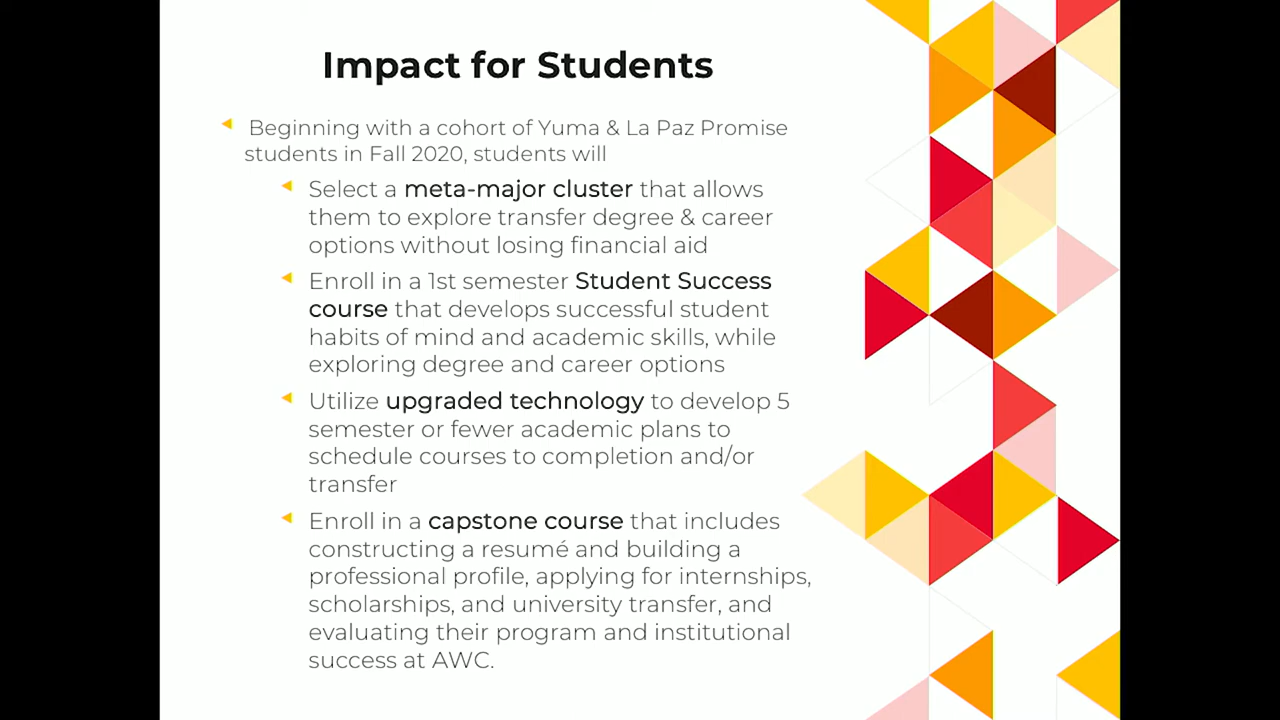 Impact for Students
Beginning with a cohort of Yuma & La Paz Promise
students in Fall 2020, students will
Select a meta-major cluster that allows
them to explore transfer degree & career
options without losing financial aid
Enroll in a 1st semester Student Success
course that develops successful student
habits of mind and academic skills, while
exploring degree and career options
Utilize upgraded technology to develop 5
semester or fewer academic plans to
schedule courses to completion and/or
transfer
Enroll in a capstone course that includes
constructing a resumé and building a
professional profile, applying for internships,
scholarships, and university transfer, and
evaluating their program and institutional
success at AWC.